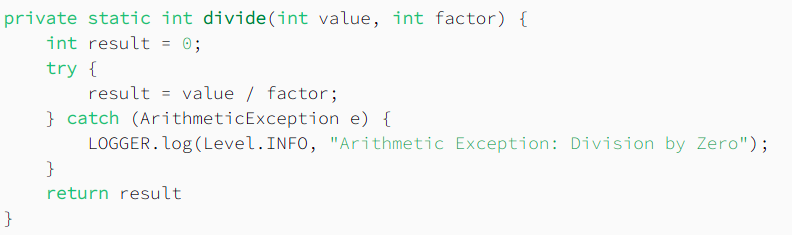 private static int divide(int value, int factor) {
    int result = 0;
    try {
        result = value / factor;
    } catch (ArithmeticException e) {
        LOGGER.log(Level.INFO, "Arithmetic Exception: Division by Zero");
    }
    return result
}